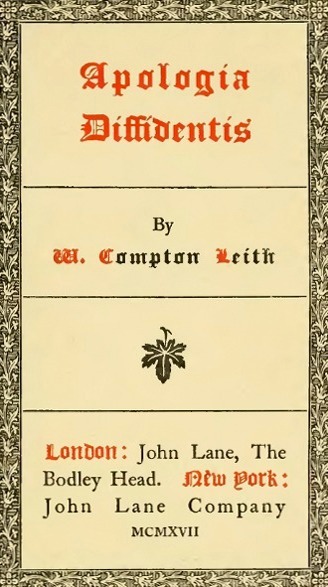 Apologia
Diffidentis
By
W. Compton Leith
London: John Lane, The
Bodley Head. New York:
John Lane Company
MCMXVII